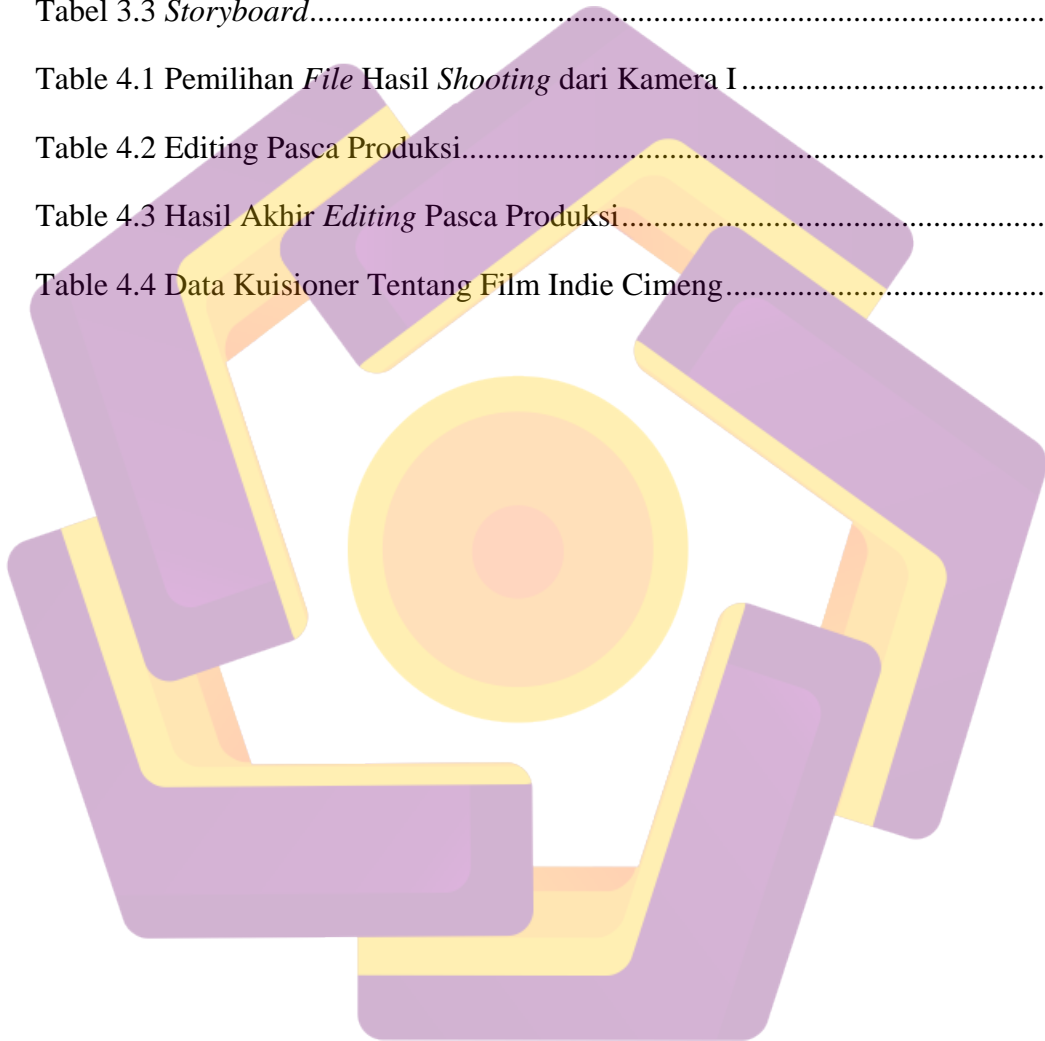 Tabel 3.3 Storyboard....................................................................................
Table 4.1 Pemilihan File Hasil Shooting dari Kamera I......................................
Table 4.2 Editing Pasca Produksi.........................................................................
Table 4.3 Hasil Akhir Editing Pasca Produksi.....................................................
Table 4.4 Data Kuisioner Tentang Film Indie Cimeng........................................